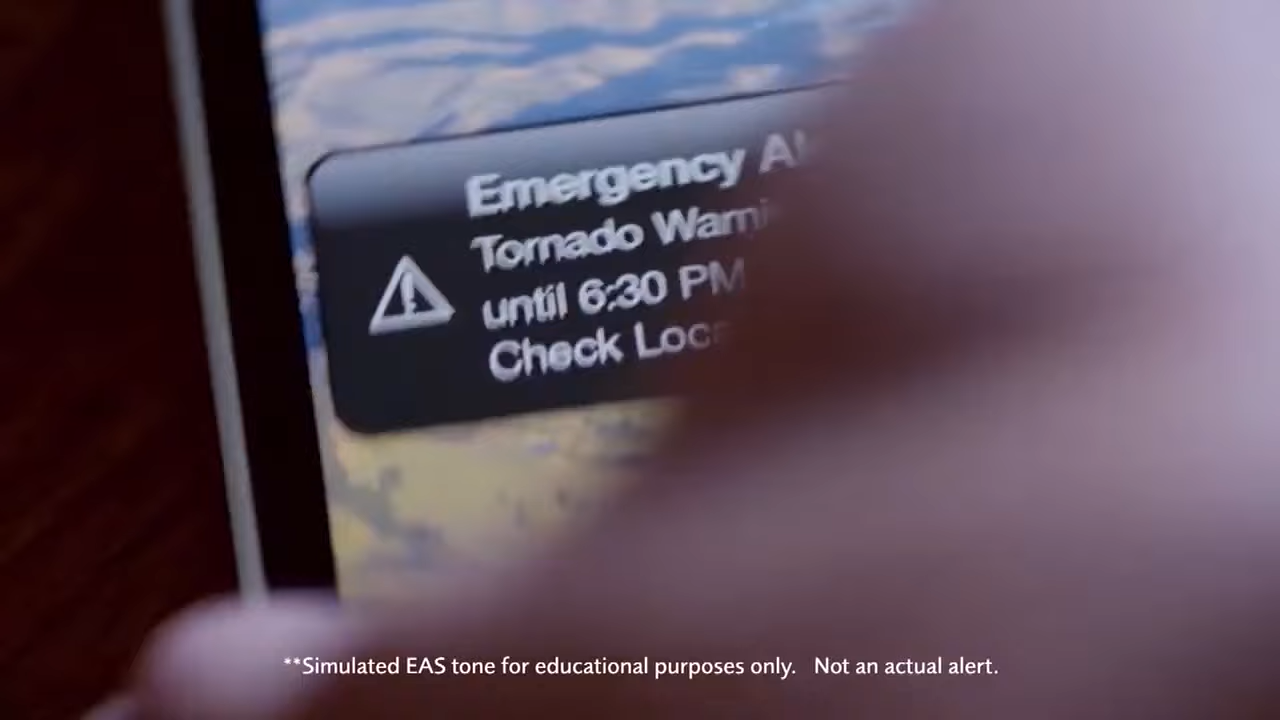 Emergency
Tornado
until 6:30 PM
Check
**Simulated EAS tone for educational purposes only. Not an actual alert.